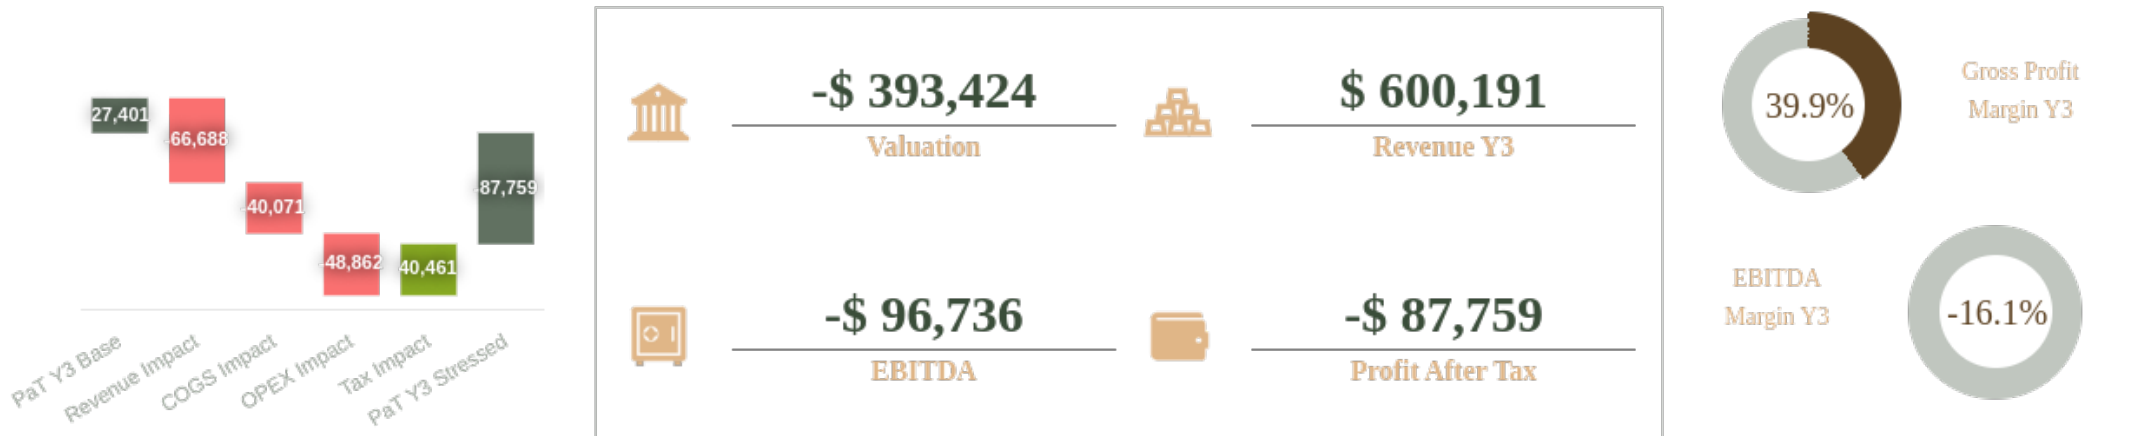 27,401
-66,688
-40,071
-48,862
40,461
-87,759
PaT Y3 Base
Revenue Impact
COGS Impact
OPEX Impact
Tax Impact
PaT Y3 Stressed
-$ 393,424
Valuation
$ 600,191
Revenue Y3
-$ 96,736
EBITDA
-$ 87,759
Profit After Tax
39.9%
Gross Profit
Margin Y3
EBITDA
Margin Y3
-16.1%